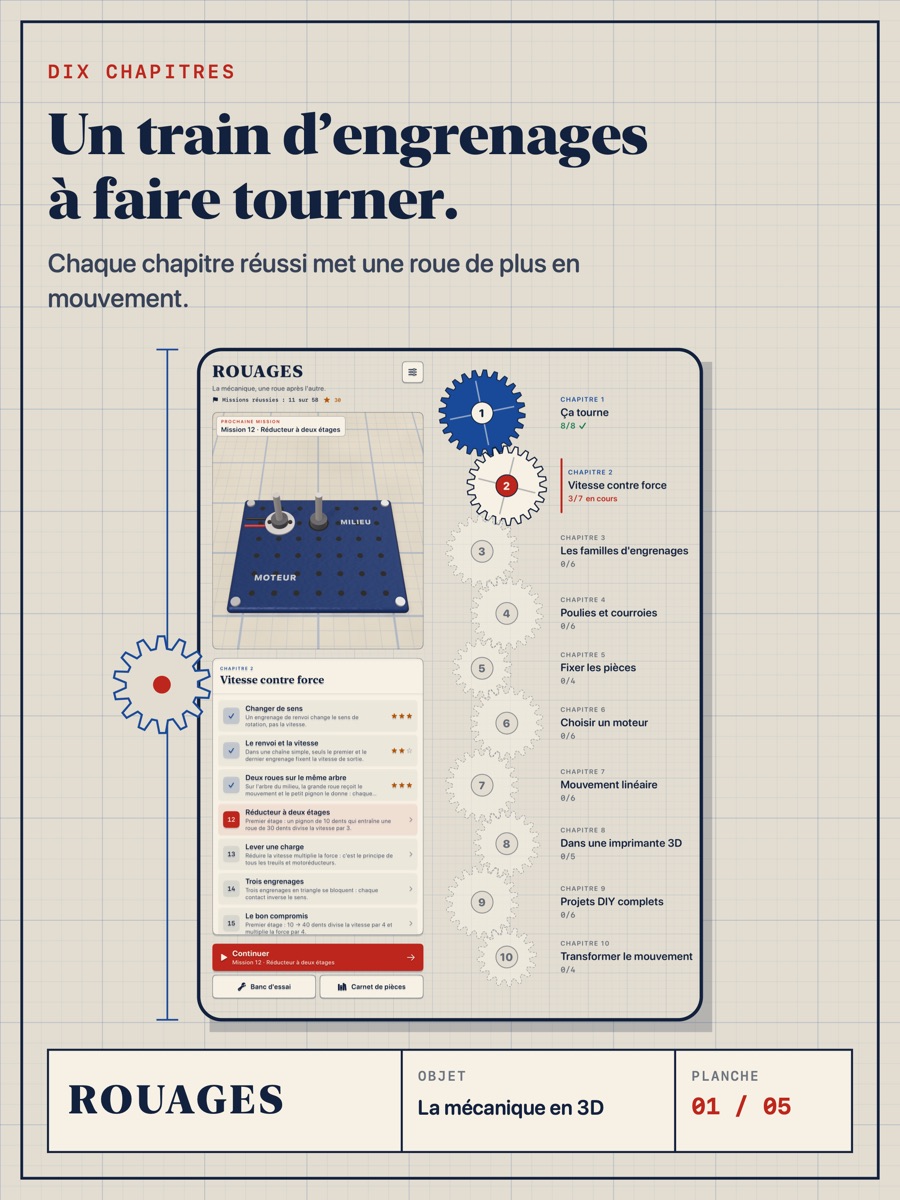 DIX CHAPITRES
Un train d’engrenages
à faire tourner.
Chaque chapitre réussi met une roue de plus en
mouvement.
ROUAGES
La mécanique, une roue après l'autre.
Missions réussies : 11 sur 58 ★ 30
PROCHAINE MISSION
Mission 12 · Réducteur à deux étages
MILIEU
MOTEUR
CHAPITRE 2
Vitesse contre force
Changer de sens
Un engrenage de renvoi change le sens de
rotation, pas la vitesse.
Le renvoi et la vitesse
Dans une chaîne simple, seuls le premier et le
dernier engrenage fixent la vitesse de sortie.
Deux roues sur le même arbre
Sur l'arbre du milieu, la grande roue reçoit le
mouvement et le petit pignon le donne : chaque…
12
Réducteur à deux étages
Premier étage : un pignon de 10 dents qui entraîne une
roue de 30 dents divise la vitesse par 3.
13
Lever une charge
Réduire la vitesse multiplie la force : c'est le principe de
tous les treuils et motoréducteurs.
14
Trois engrenages
Trois engrenages en triangle se bloquent : chaque
contact inverse le sens.
15
Le bon compromis
Premier étage : 10 → 40 dents divise la vitesse par 4 et
multiplie la force par 4.
Continuer
Mission 12 · Réducteur à deux étages
Banc d'essai
Carnet de pièces
1
CHAPITRE 1
Ça tourne
8/8 ✓
2
CHAPITRE 2
Vitesse contre force
3/7 en cours
3
CHAPITRE 3
Les familles d'engrenages
0/6
4
CHAPITRE 4
Poulies et courroies
0/6
5
CHAPITRE 5
Fixer les pièces
0/4
6
CHAPITRE 6
Choisir un moteur
0/6
7
CHAPITRE 7
Mouvement linéaire
0/6
8
CHAPITRE 8
Dans une imprimante 3D
0/5
9
CHAPITRE 9
Projets DIY complets
0/6
10
CHAPITRE 10
Transformer le mouvement
0/4
ROUAGES
OBJET
La mécanique en 3D
PLANCHE
01 / 05